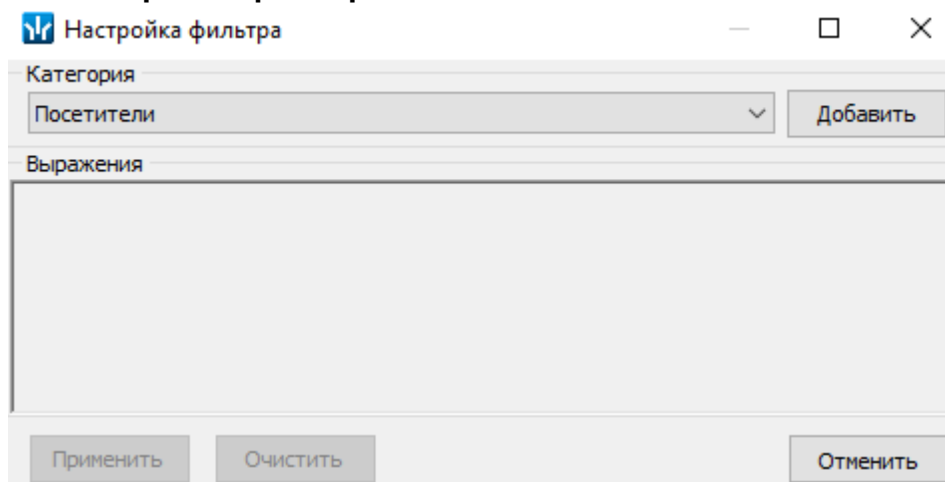 Настройка фильтра
Категория
Посетители
Добавить
Выражения
Применить
Очистить
Отменить